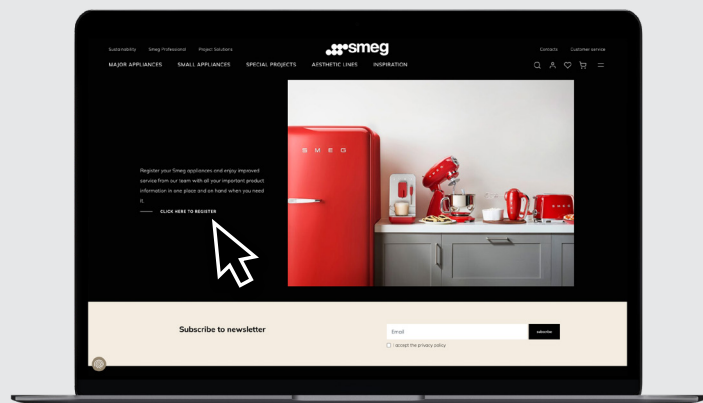 Sustainability Smeg Professional Project Solutions
smeg
Contacts Customer service
MAJOR APPLIANCES SMALL APPLIANCES SPECIAL PROJECTS AESTHETIC LINES INSPIRATION
SMEG
Register your Smeg appliances and enjoy improved
service from our team with all your important product
information in one place and on hand when you need
it.
CLICK HERE TO REGISTER
SMEG
Subscribe to newsletter
Email
subscribe
I accept the privacy policy